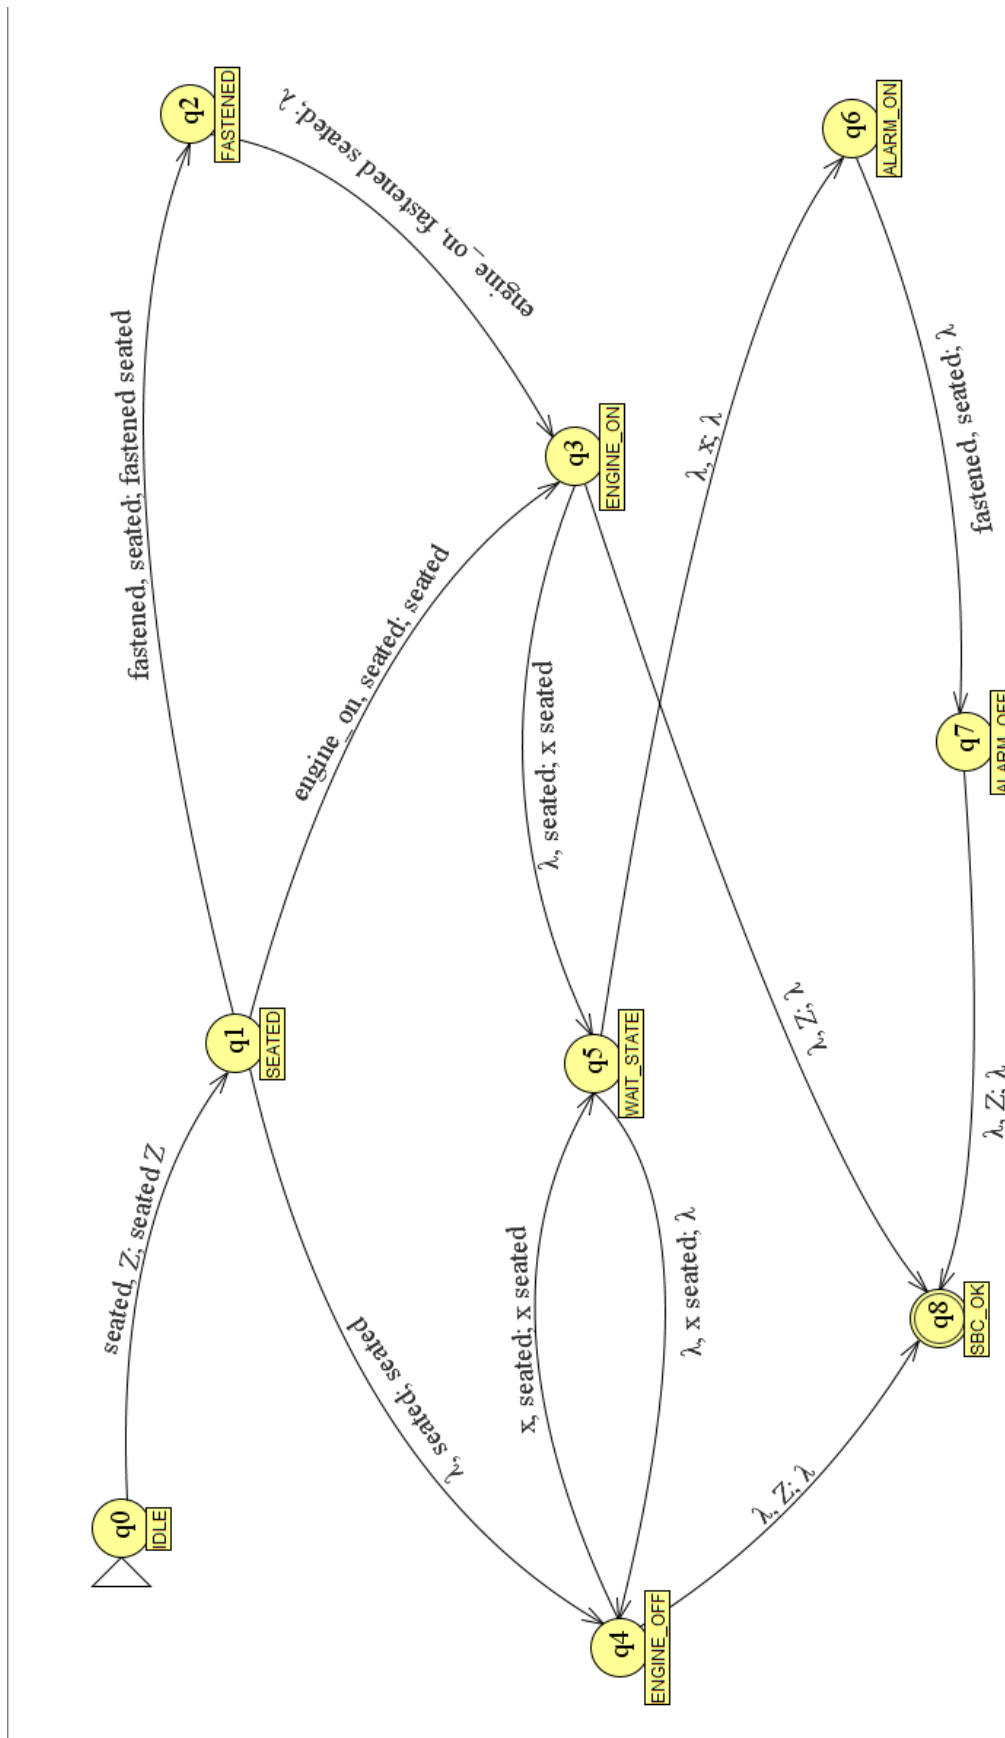 q0
IDLE
seated, Z; seated Z
fastened, seated; fastened seated
q2
FASTENED
q1
SEATED
engine_on, seated; seated
engine_on, fastened seated; λ
λ, seated; seated
q3
ENGINE_ON
λ, seated; x seated
x, seated; x seated
q5
WAIT_STATE
q4
ENGINE_OFF
λ, x seated; λ
λ, x; λ
λ, Z; λ
λ, Z; λ
q6
ALARM_ON
fastened, seated; λ
q8
SBC_OK
q7
ALARM_OFF
λ, Z; λ